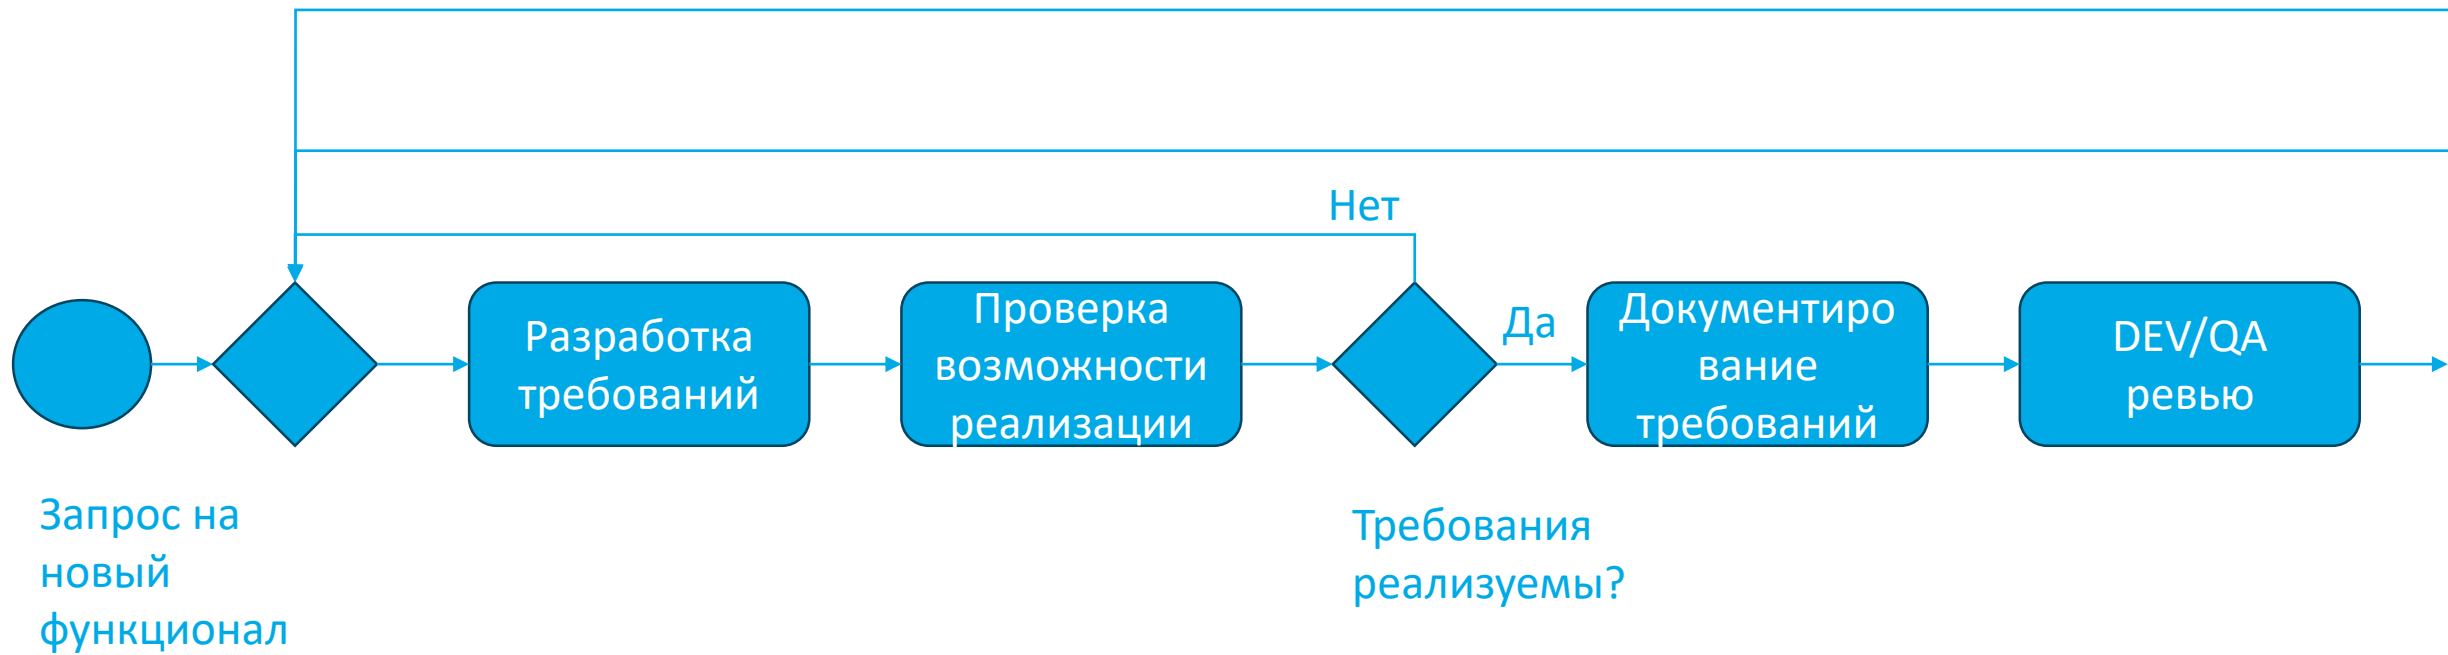 Нет
Разработка
требований
Проверка
возможности
реализации
Да
Документиро
вание
требований
DEV/QA
ревью
Запрос на
новый
функционал
Требования
реализуемы?